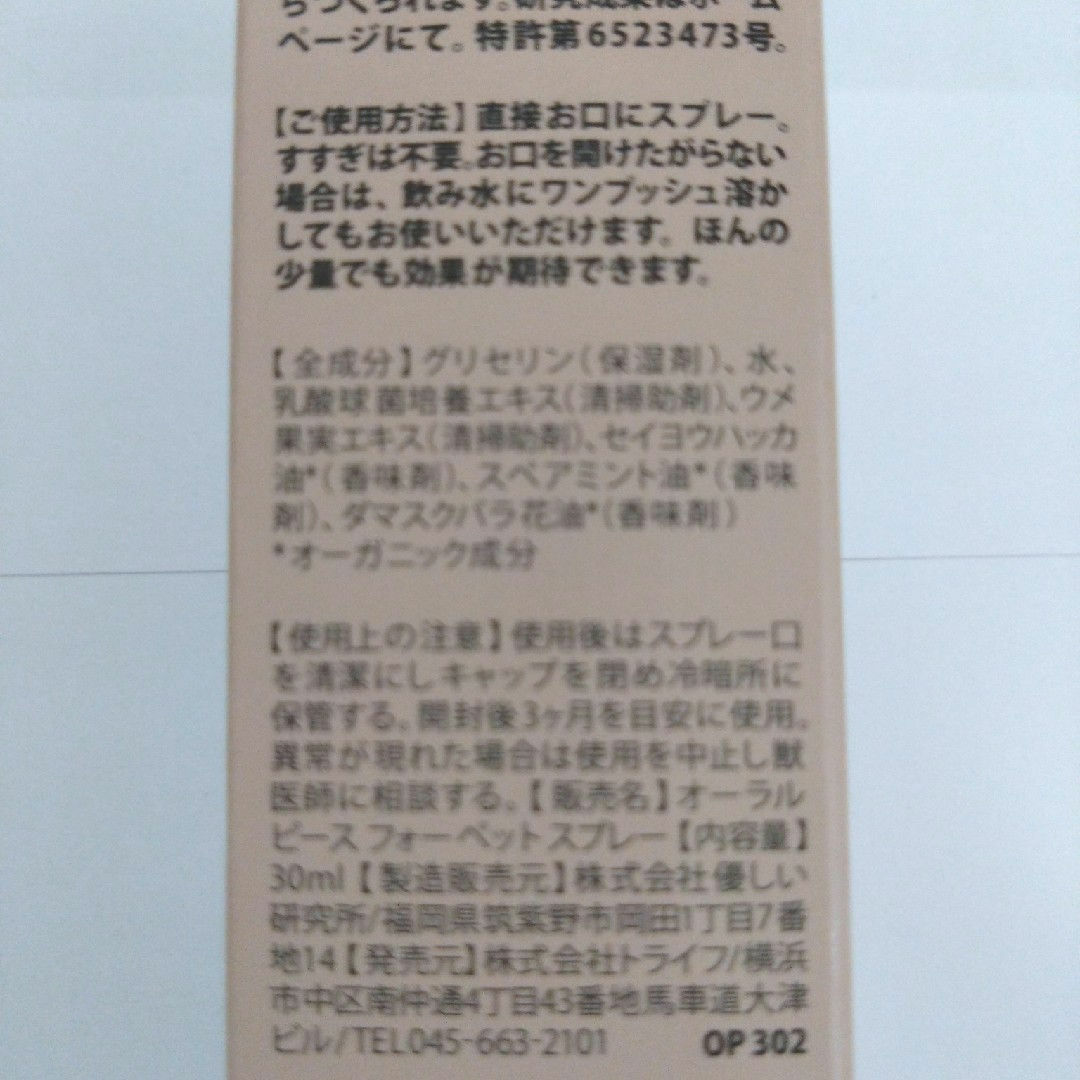 らつくられます。研究成果はホーム
ページにて。特許第6523473号。
【ご使用方法】直接お口にスプレー。
すすぎは不要。お口を開けたがらない
場合は、飲み水にワンプッシュ溶か
してもお使いいただけます。ほんの
少量でも効果が期待できます。
【全成分】グリセリン(保湿剤)、水、
乳酸球菌培養エキス(清掃助剤)、ウメ
果実エキス(清掃助剤)、セイヨウハッカ
油*(香味剤)、スペアミント油*(香味
剤)、ダマスクバラ花油*(香味剤)
*オーガニック成分
【使用上の注意】使用後はスプレー口
を清潔にしキャップを閉め冷暗所に
保管する。開封後3ヶ月を目安に使用。
異常が現れた場合は使用を中止し獣
医師に相談する。【販売名】オーラル
ピース フォーペット スプレー【内容量】
30ml【製造販売元】株式会社優しい
研究所/福岡県筑紫野市岡田1丁目7番
地14【発売元】株式会社トライフ/横浜
市中区南仲通4丁目43番地馬車道大津
ビル/TEL045-663-2101 OP 302